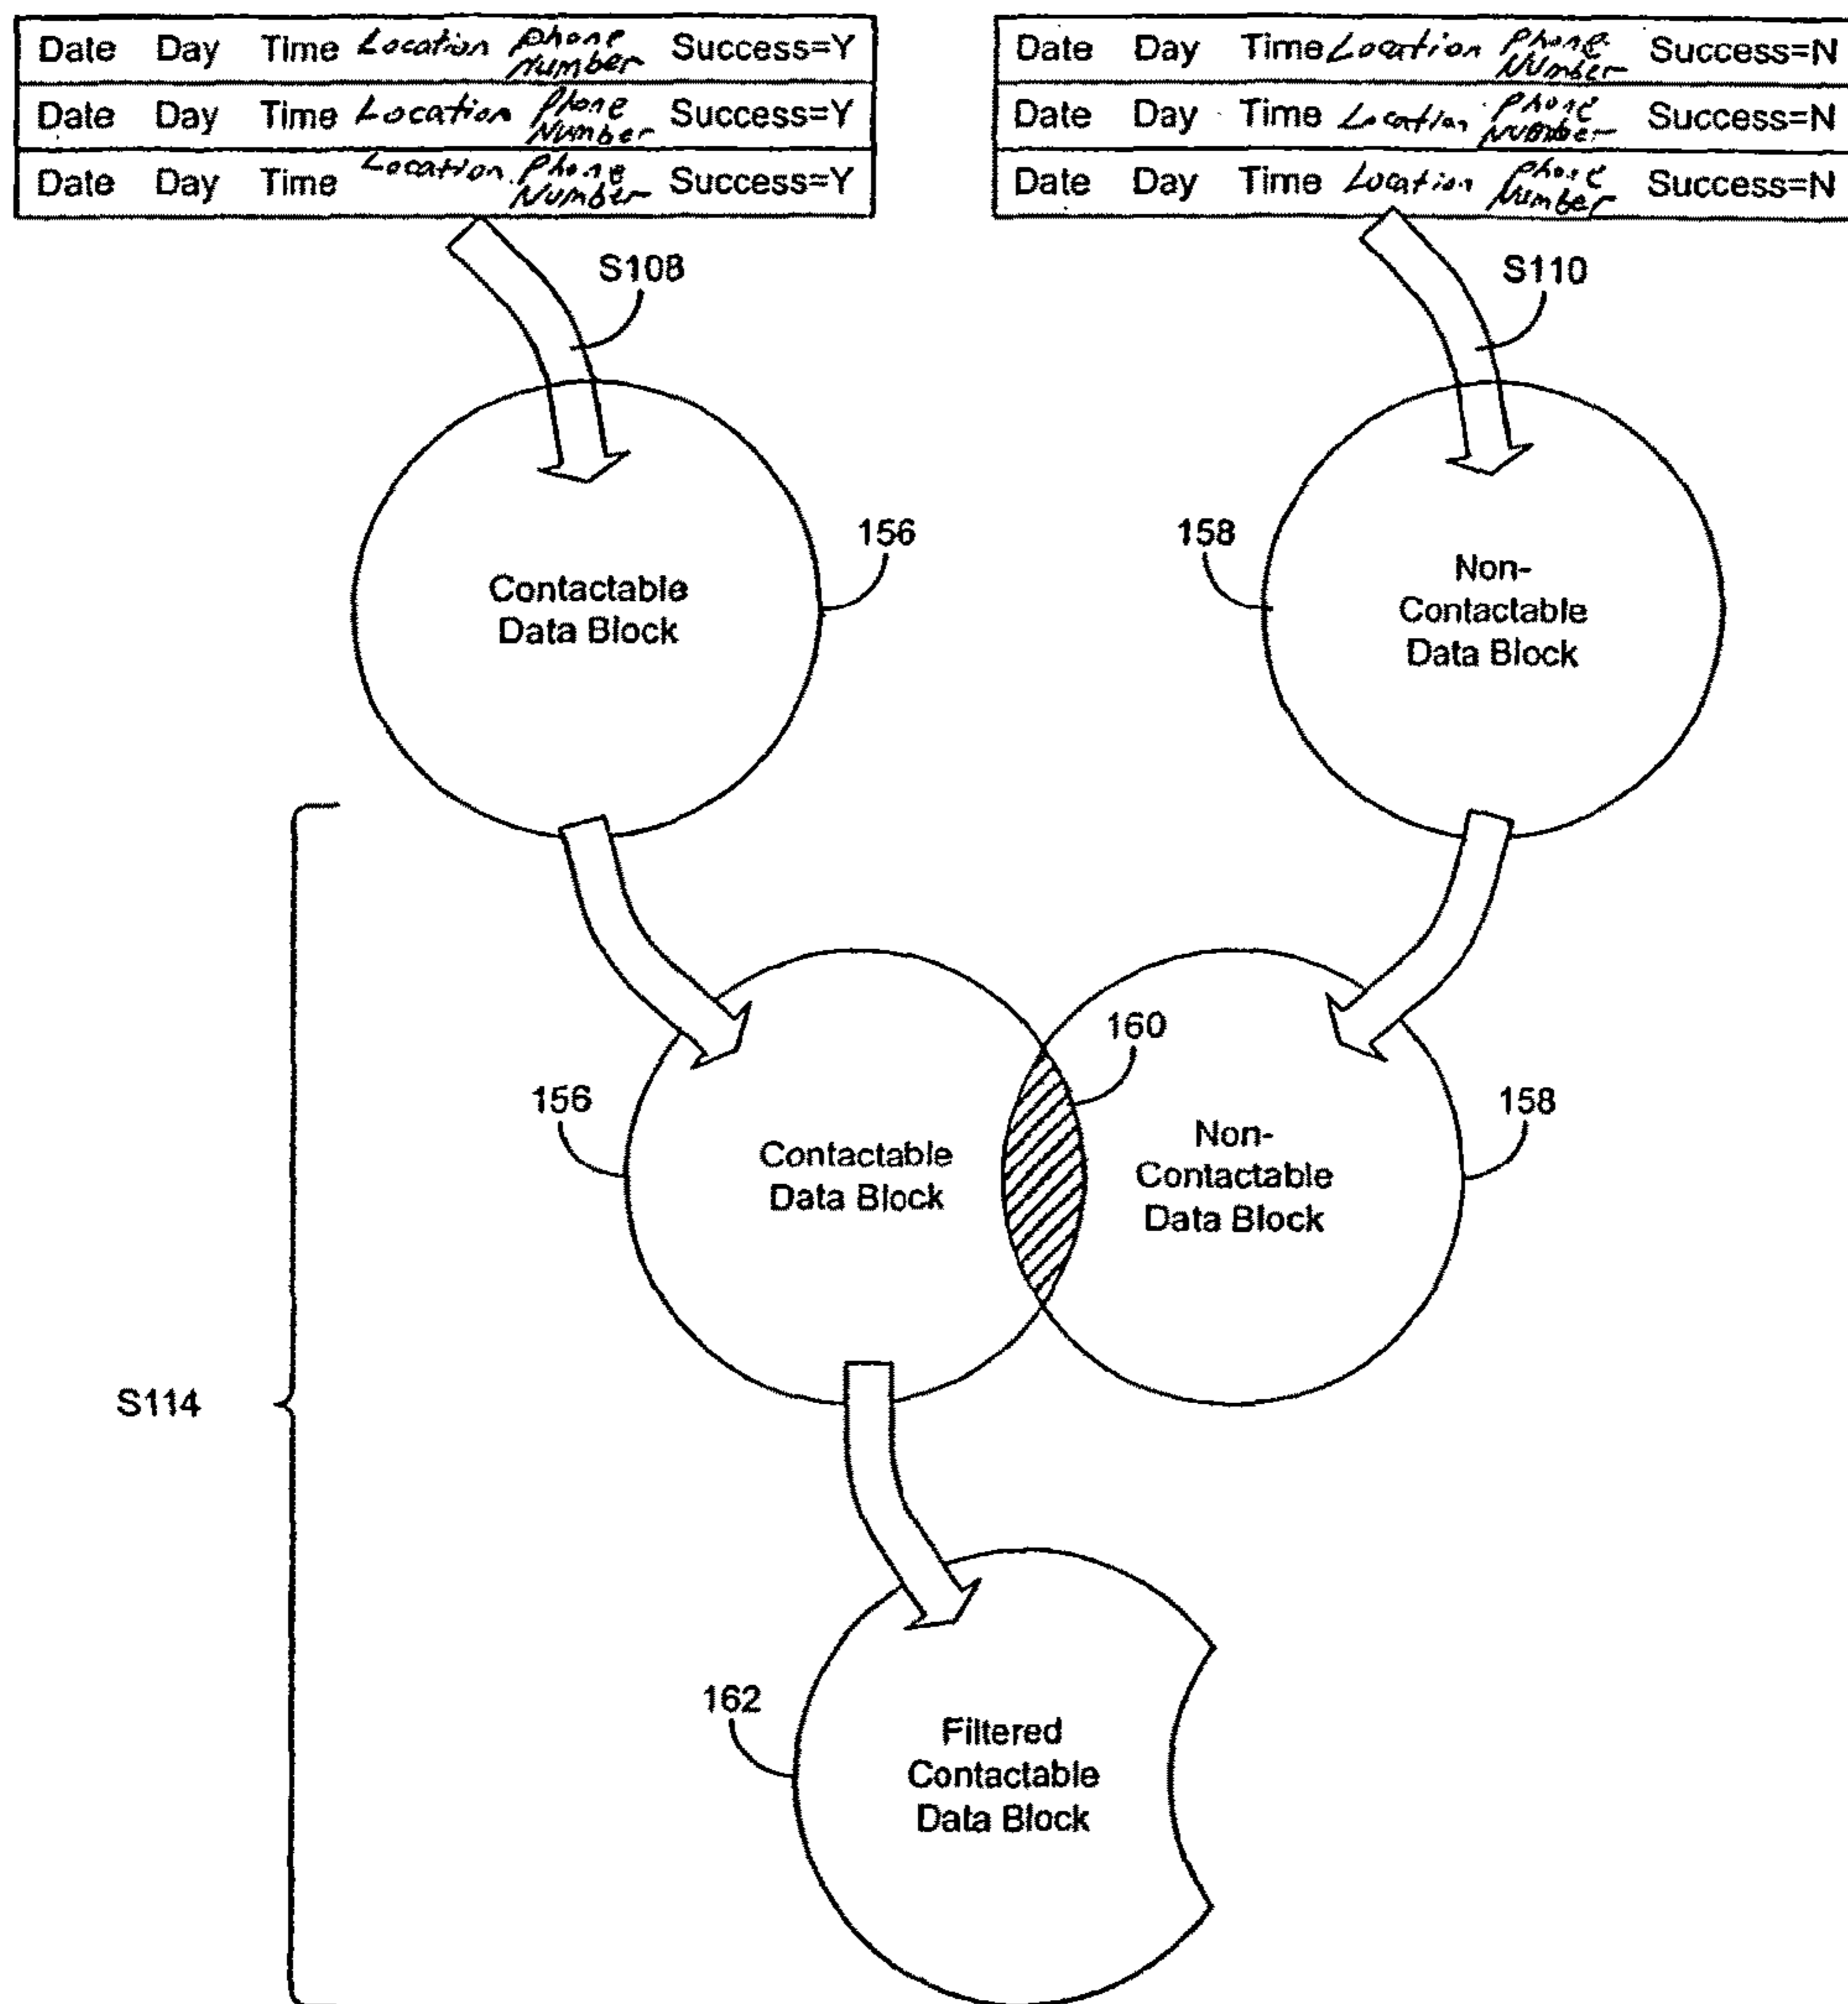 Date Day Time Location Phone Number Success=Y
Date Day Time Location Phone Number Success=Y
Date Day Time Location Phone Number Success=Y
Date Day Time Location Phone Number Success=N
Date Day Time Location Phone Number Success=N
Date Day Time Location Phone Number Success=N
S108
S110
Contactable
Data Block
156
158
Non-
Contactable
Data Block
160
156
Contactable
Data Block
Non-
Contactable
Data Block
158
S114
162
Filtered
Contactable
Data Block